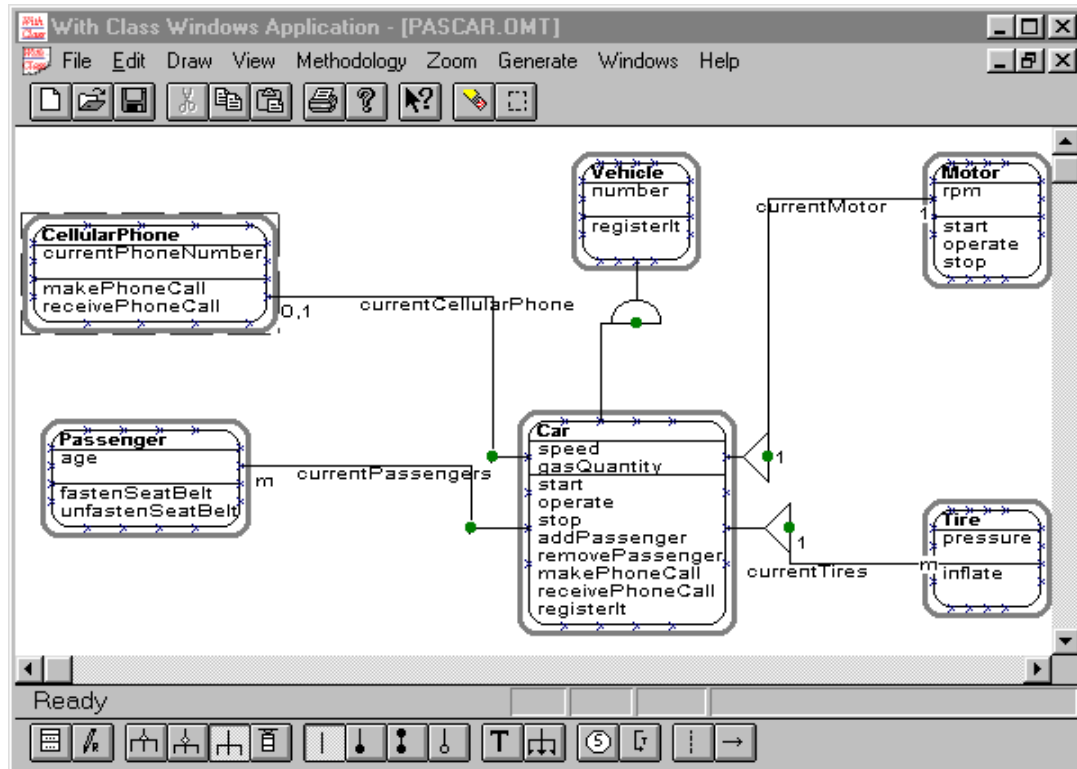 With Class Windows Application - [PASCAR.OMT]
File Edit Draw View Methodology Zoom Generate Windows Help
Vehicle
number
registerIt
Motor
rpm
start
operate
stop
currentMotor
1
CellularPhone
currentPhoneNumber
makePhoneCall
receivePhoneCall
0,1
currentCellularPhone
Passenger
age
fastenSeatBelt
unfastenSeatBelt
m
currentPassengers
Car
speed
gasQuantity
start
operate
stop
addPassenger
removePassenger
makePhoneCall
receivePhoneCall
registerIt
1
1
currentTires
m
Tire
pressure
inflate
Ready
R
T
S
T